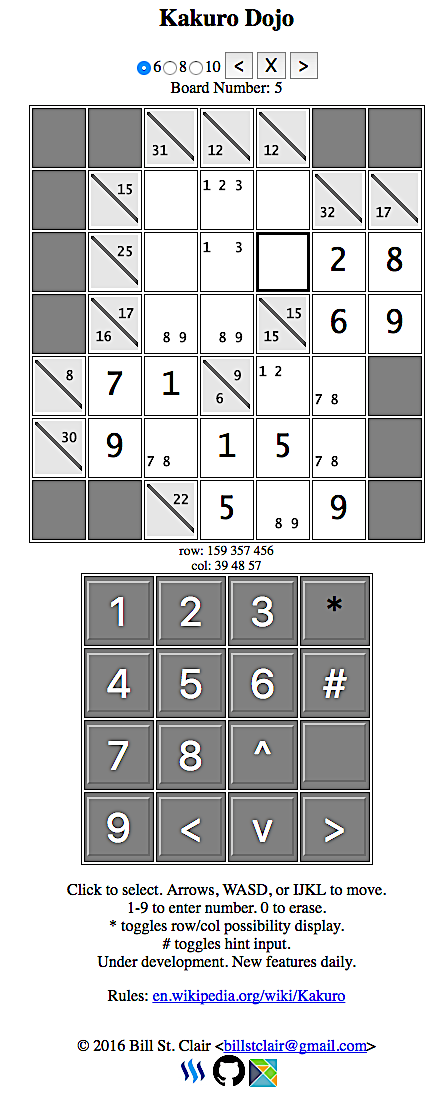 Kakuro Dojo
6 8 10 < X >
Board Number: 5
31 12 12
15 1 2 3 32 17
25 1 3 2 8
17 16 8 9 8 9 15 15 6 9
8 7 1 9 6 1 2 7 8
30 9 7 8 1 5 7 8
22 5 8 9 9
row: 159 357 456
col: 39 48 57
1 2 3 *
4 5 6 #
7 8 ^
9 < v >
Click to select. Arrows, WASD, or IJKL to move.
1-9 to enter number. 0 to erase.
* toggles row/col possibility display.
# toggles hint input.
Under development. New features daily.
Rules: en.wikipedia.org/wiki/Kakuro
© 2016 Bill St. Clair <billstclair@gmail.com>